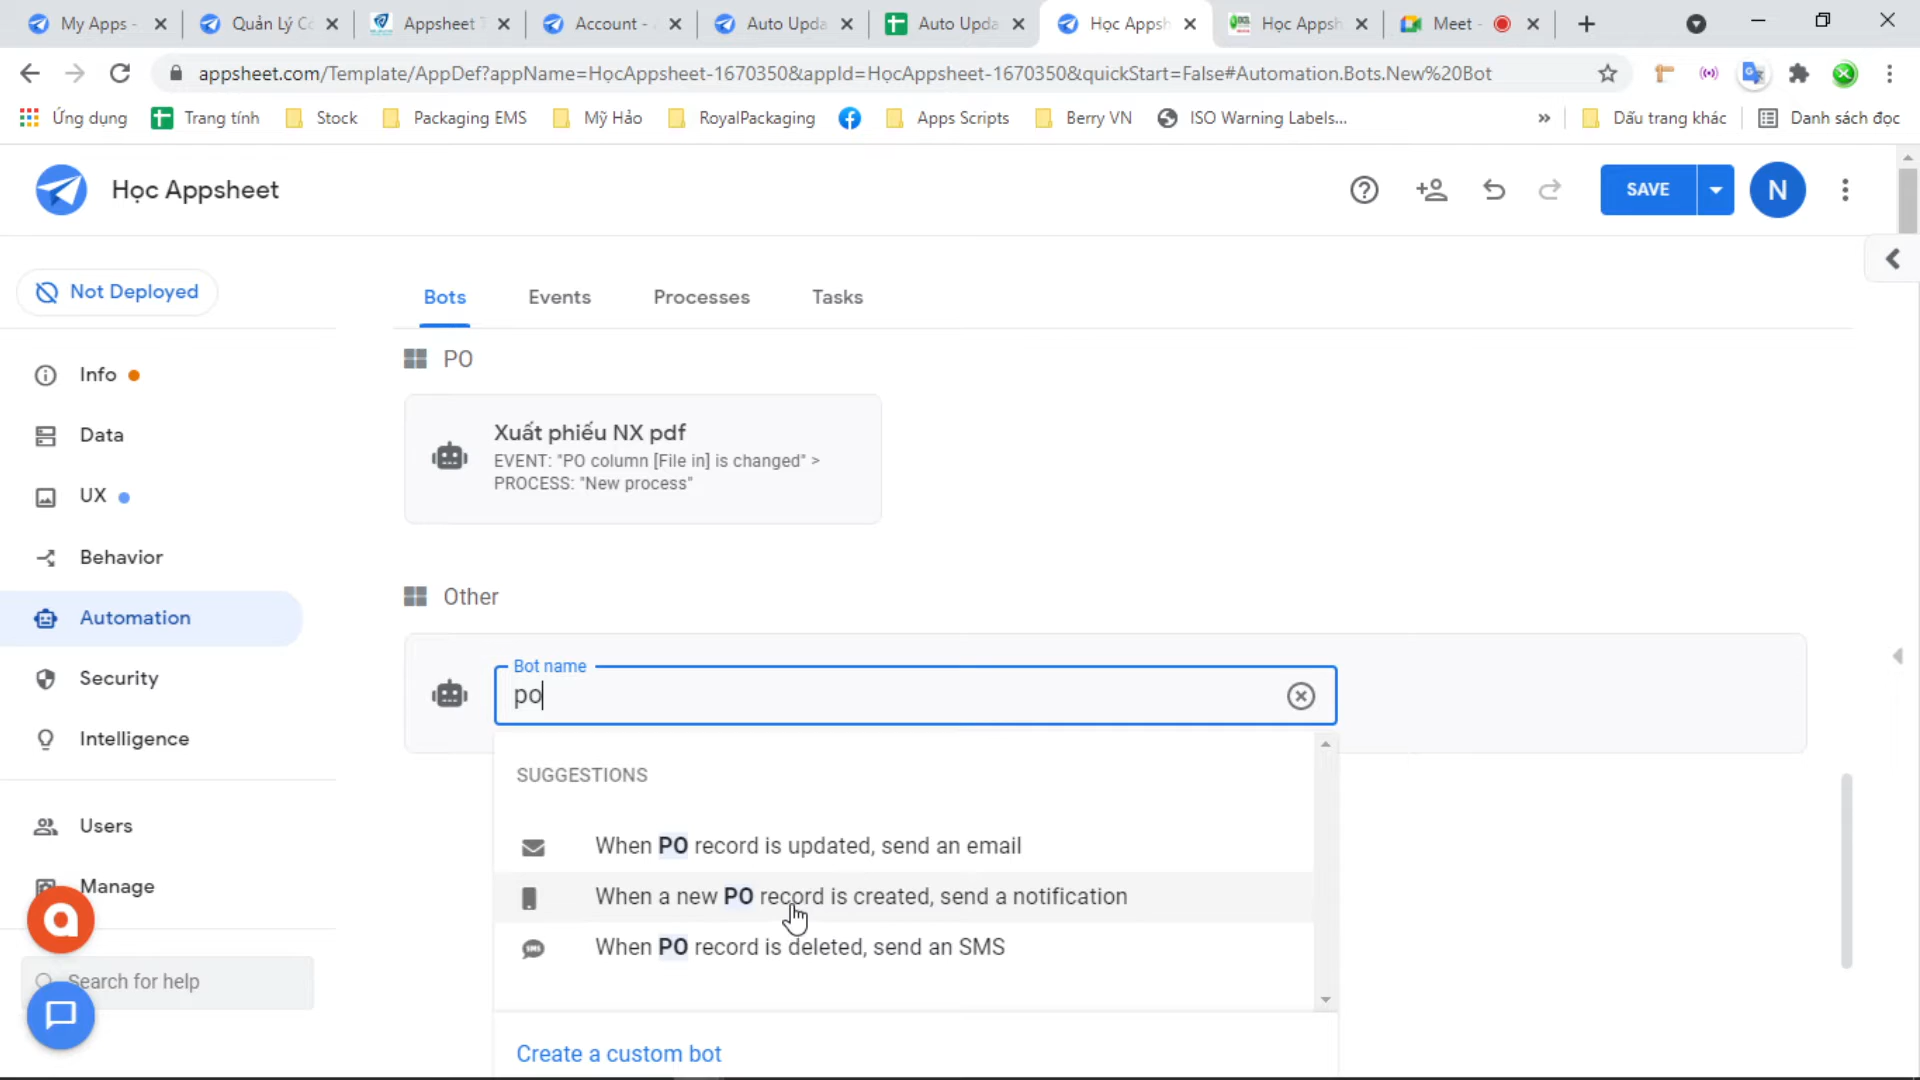 My Apps -
Quản Lý Cô
Appsheet T
Account -
Auto Upda
Auto Upda
Học Appsh
Học Appsh
Meet -
appsheet.com/Template/AppDef?appName=HọcAppsheet-1670350&appId=HọcAppsheet-1670350&quickStart=False#Automation.Bots.New%20Bot
Ứng dụng
Trang tính
Stock
Packaging EMS
Mỹ Hảo
RoyalPackaging
Apps Scripts
Berry VN
ISO Warning Labels...
»
Dấu trang khác
Danh sách đọc
Học Appsheet
SAVE
N
Not Deployed
Bots
Events
Processes
Tasks
Info
Data
UX
Behavior
Automation
Security
Intelligence
Users
Manage
Search for help
PO
Xuất phiếu NX pdf
EVENT: "PO column [File in] is changed" >
PROCESS: "New process"
Other
Bot name
po
SUGGESTIONS
When PO record is updated, send an email
When a new PO record is created, send a notification
SMS
When PO record is deleted, send an SMS
Create a custom bot